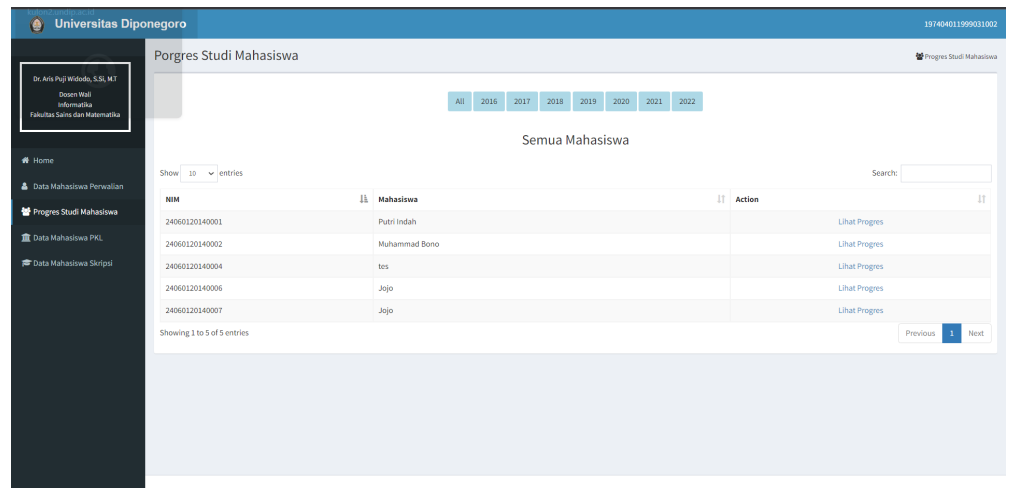 Universitas Diponegoro
197404011999031002
Porgres Studi Mahasiswa
Progres Studi Mahasiswa
Dr. Aris Puji Widodo, S.Si, M.T
Dosen Wali
Informatika
Fakultas Sains dan Matematika
Home
Data Mahasiswa Perwalian
Progres Studi Mahasiswa
Data Mahasiswa PKL
Data Mahasiswa Skripsi
All 2016 2017 2018 2019 2020 2021 2022
Semua Mahasiswa
Show 10 entries
Search:
NIM Mahasiswa Action
24060120140001 Putri Indah Lihat Progres
24060120140002 Muhammad Bono Lihat Progres
24060120140004 tes Lihat Progres
24060120140006 Jojo Lihat Progres
24060120140007 Jojo Lihat Progres
Showing 1 to 5 of 5 entries
Previous 1 Next